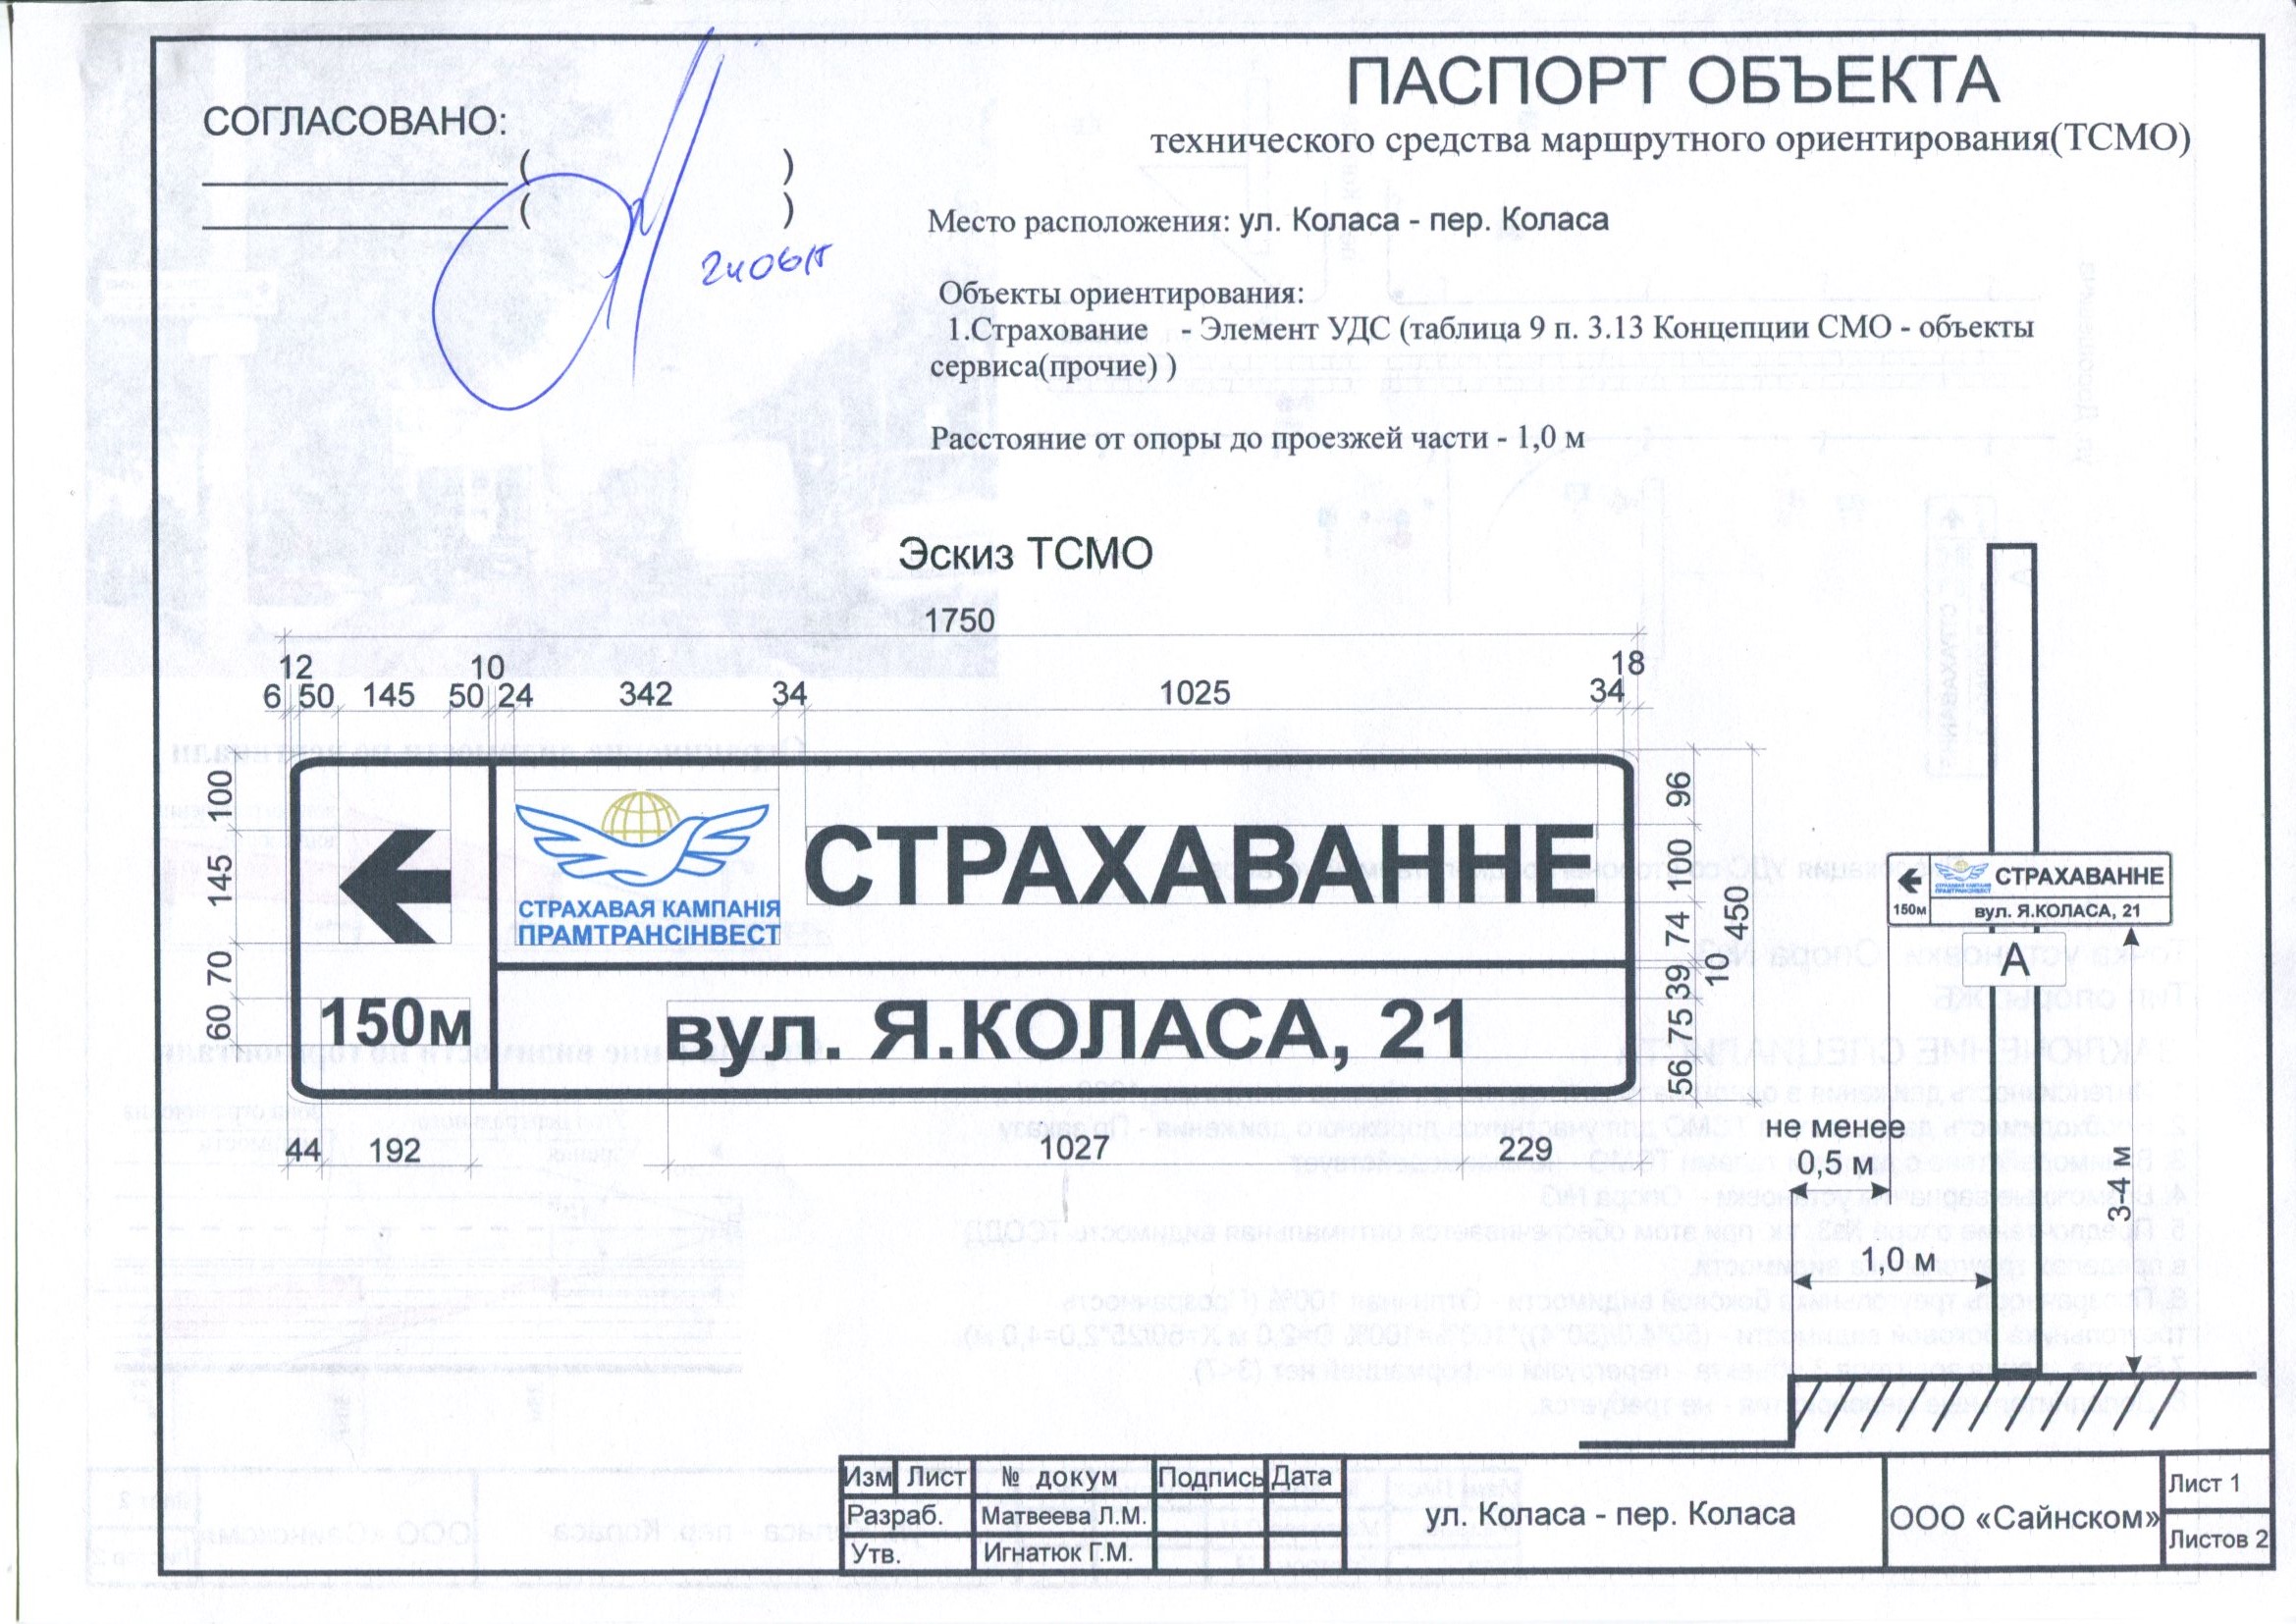 ПАСПОРТ ОБЪЕКТА
технического средства маршрутного ориентирования(ТСМО)
СОГЛАСОВАНО:
( )
( )
Место расположения: ул. Коласа - пер. Коласа
Объекты ориентирования:
1.Страхование - Элемент УДС (таблица 9 п. 3.13 Концепции СМО - объекты
сервиса(прочие) )
Расстояние от опоры до проезжей части - 1,0 м
Эскиз ТСМО
1750
12 10 18
6 50 145 50 24 342 34 1025 34
100
145
70
60
СТРАХАВАЯ КАМПАНІЯ
ПРАМТРАНСІНВЕСТ
СТРАХАВАННЕ
150м
вул. Я.КОЛАСА, 21
96
100
74
10
39
75
56
450
44 192 1027 229
СТРАХАВАЯ КАМПАНІЯ
ПРАМТРАНСІНВЕСТ
СТРАХАВАННЕ
150м
вул. Я.КОЛАСА, 21
А
не менее
0,5 м
3-4 м
1,0 м
Изм Лист № докум Подпись Дата
Разраб. Матвеева Л.М.
Утв. Игнатюк Г.М.
ул. Коласа - пер. Коласа
ООО «Сайнском»
Лист 1
Листов 2